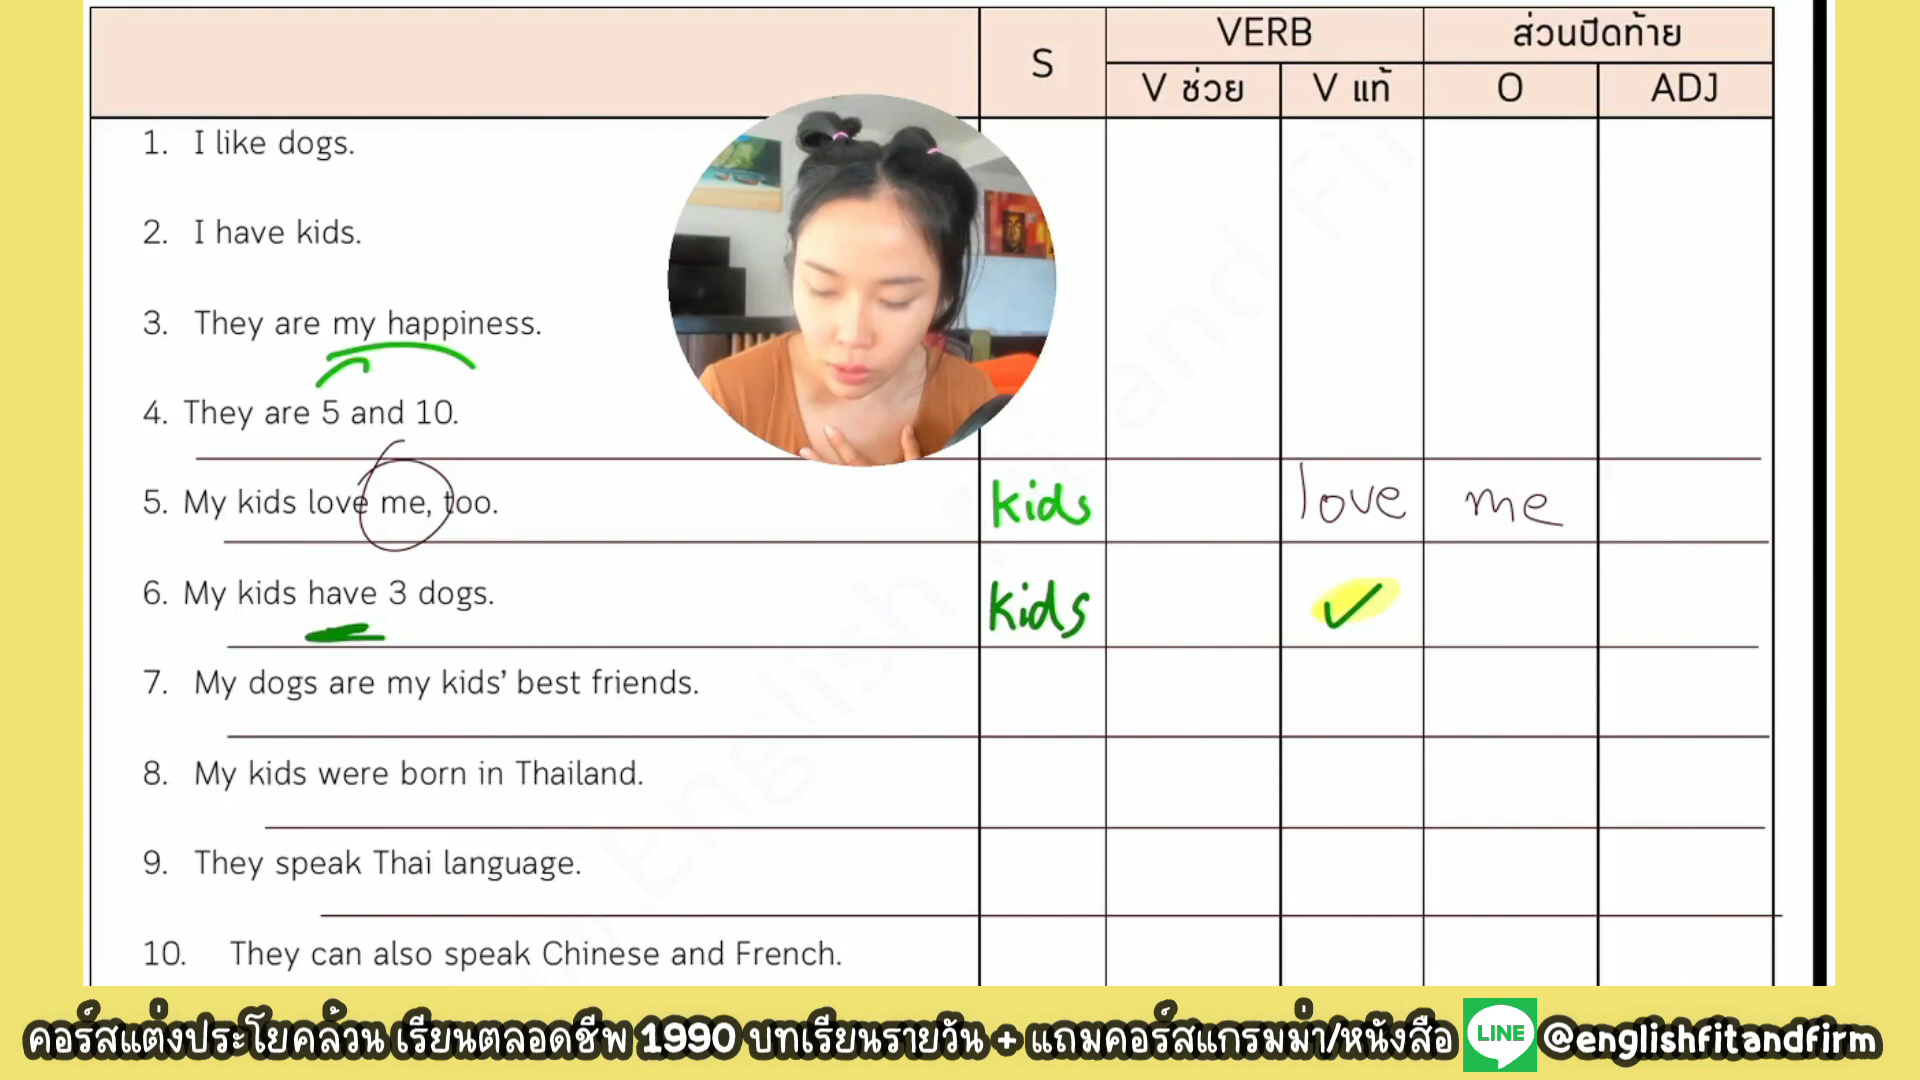 VERB ส่วนปิดท้าย
S
V ช่วย V แท้ O ADJ
1. I like dogs.
2. I have kids.
3. They are my happiness.
4. They are 5 and 10.
5. My kids love me, too. kids love me
6. My kids have 3 dogs. kids ✓
7. My dogs are my kids’ best friends.
8. My kids were born in Thailand.
9. They speak Thai language.
10. They can also speak Chinese and French.
คอร์สแต่งประโยคล้วน เรียนตลอดชีพ 1990 บทเรียนรายวัน + แถมคอร์สแกรมม่า/หนังสือ LINE @englishfitandfirm